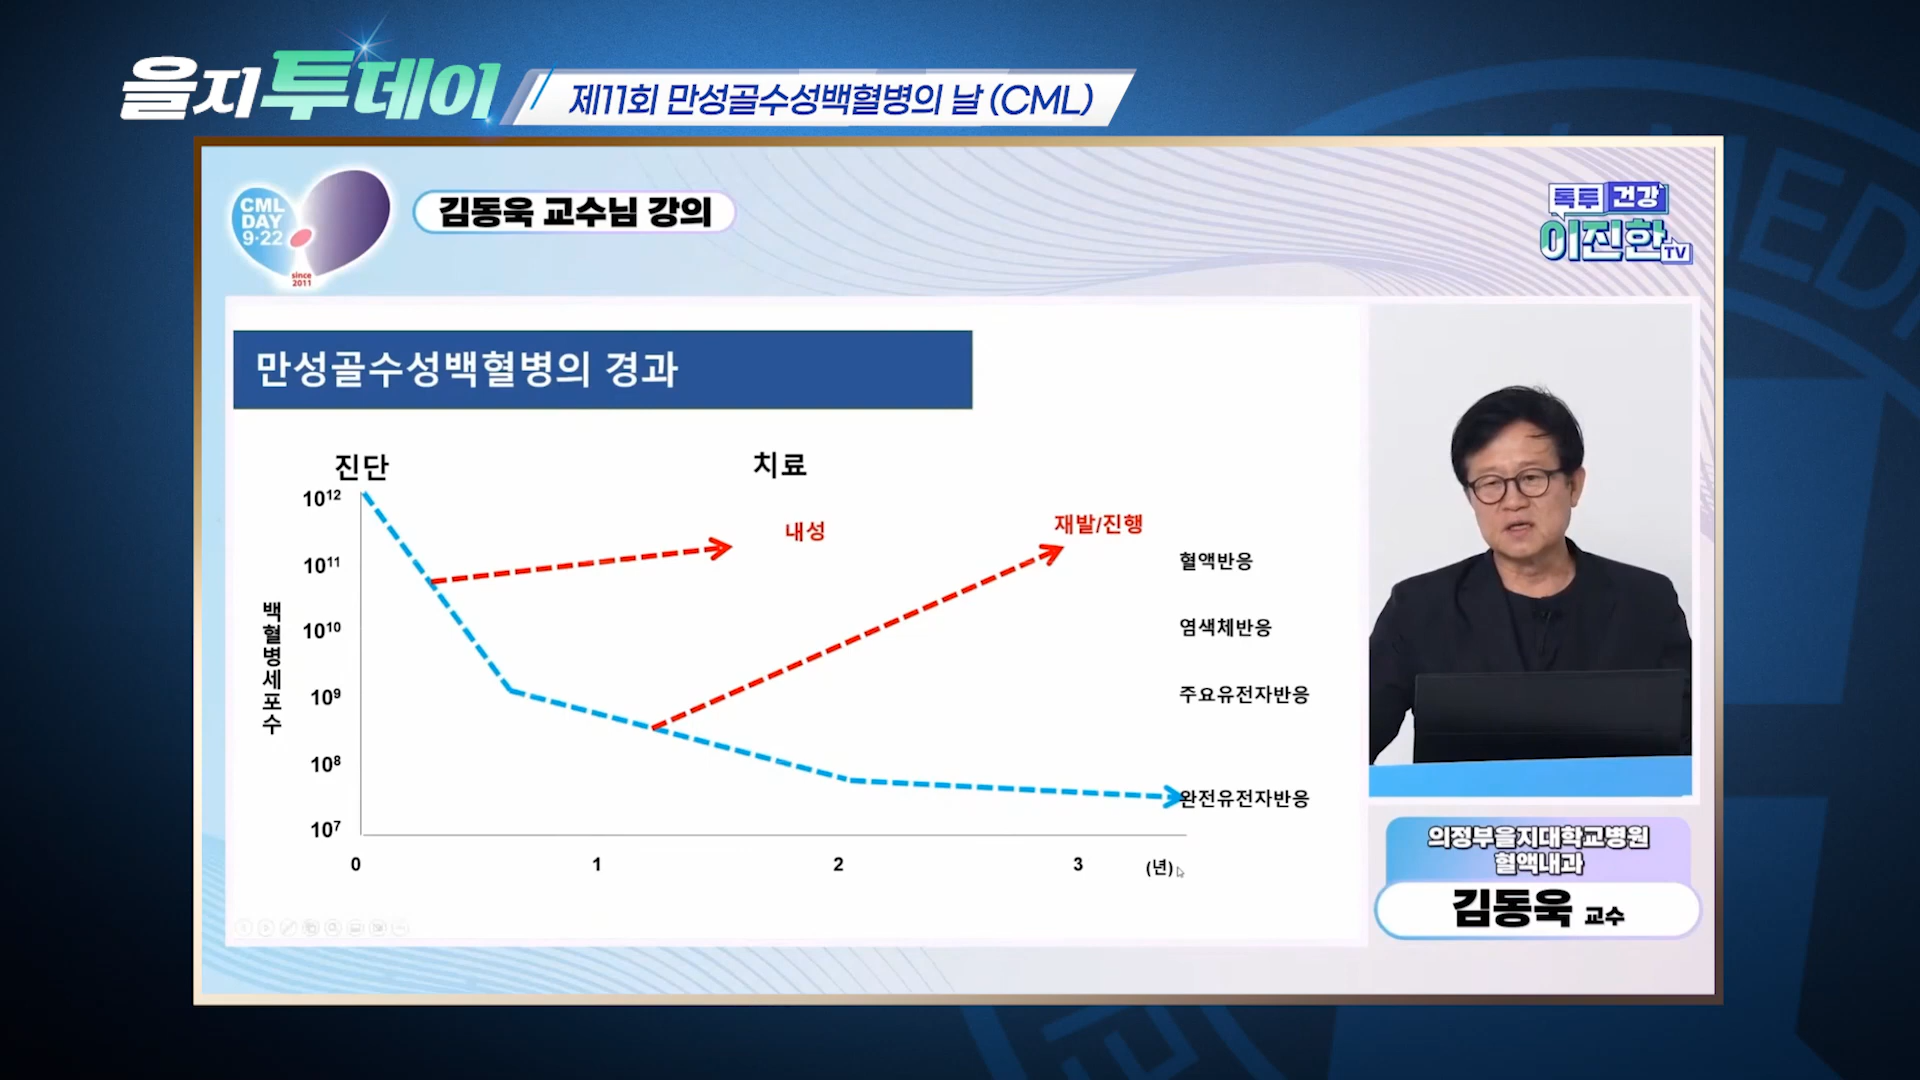 을지투데이
제11회 만성골수성백혈병의 날 (CML)
CML
DAY
9·22
since
2011
김동욱 교수님 강의
톡투 건강
이진한TV
만성골수성백혈병의 경과
진단
치료
10¹²
10¹¹
10¹⁰
10⁹
10⁸
10⁷
백혈병세포수
내성
재발/진행
혈액반응
염색체반응
주요유전자반응
완전유전자반응
0
1
2
3
(년)
의정부을지대학교병원
혈액내과
김동욱 교수